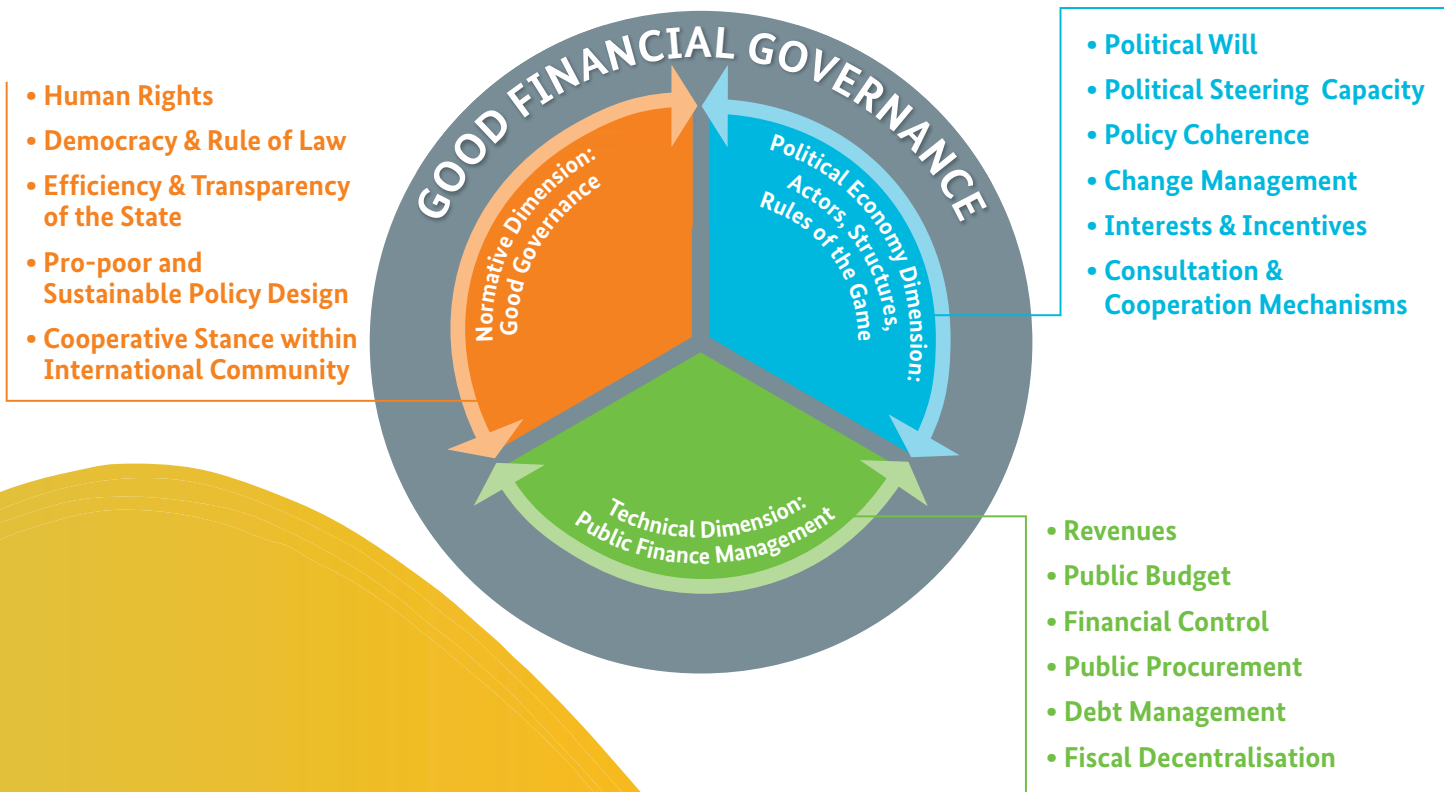 GOOD FINANCIAL GOVERNANCE
• Human Rights
• Democracy & Rule of Law
• Efficiency & Transparency
of the State
• Pro-poor and
Sustainable Policy Design
• Cooperative Stance within
International Community
Normative Dimension:
Good Governance
Political Economy Dimension:
Actors, Structures,
Rules of the Game
• Political Will
• Political Steering Capacity
• Policy Coherence
• Change Management
• Interests & Incentives
• Consultation &
Cooperation Mechanisms
Technical Dimension:
Public Finance Management
• Revenues
• Public Budget
• Financial Control
• Public Procurement
• Debt Management
• Fiscal Decentralisation